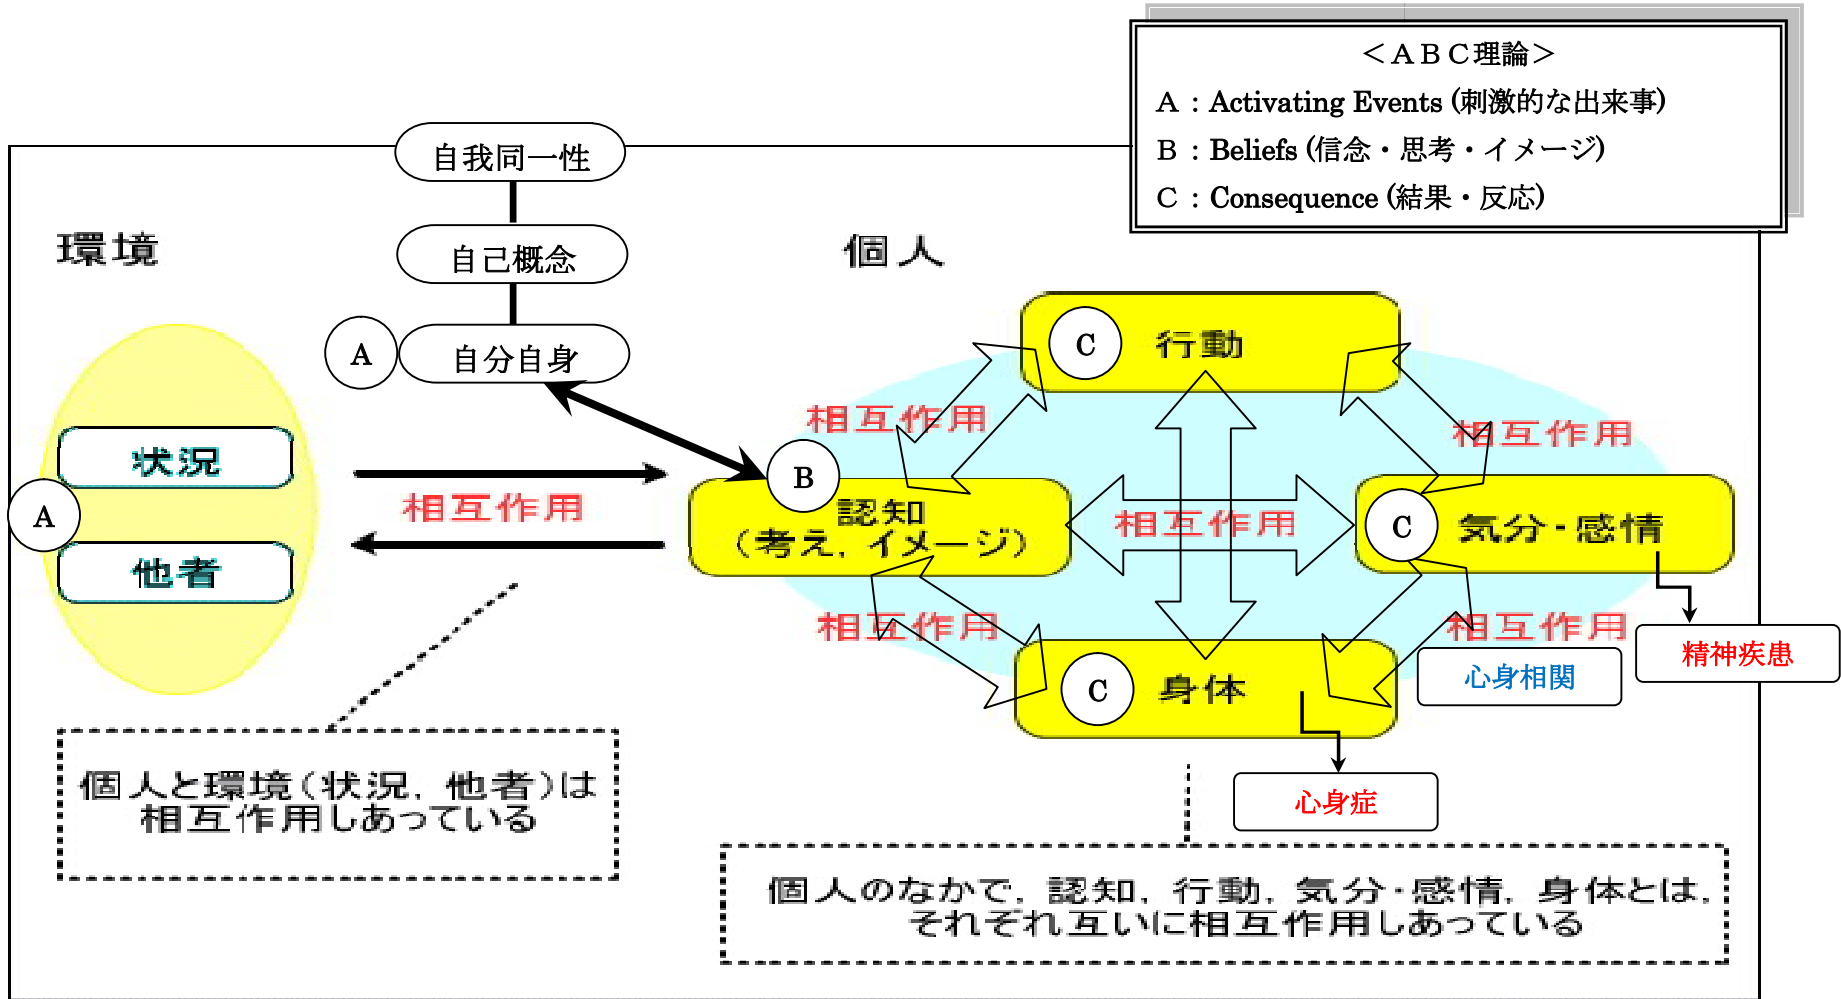 ＜ＡＢＣ理論＞
Ａ：Activating Events (刺激的な出来事)
Ｂ：Beliefs (信念・思考・イメージ)
Ｃ：Consequence (結果・反応)
自我同一性
環境
自己概念
個人
A
自分自身
C
行動
相互作用
相互作用
状況
B
A
相互作用
認知
(考え，イメージ)
相互作用
C
気分・感情
他者
相互作用
相互作用
精神疾患
心身相関
C
身体
心身症
個人と環境(状況，他者)は
相互作用しあっている
個人のなかで，認知，行動，気分・感情，身体とは，
それぞれ互いに相互作用しあっている